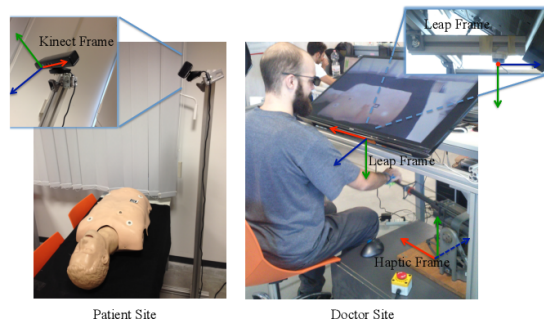 Kinect Frame
Leap Frame
Leap Frame
Haptic Frame
Patient Site
Doctor Site